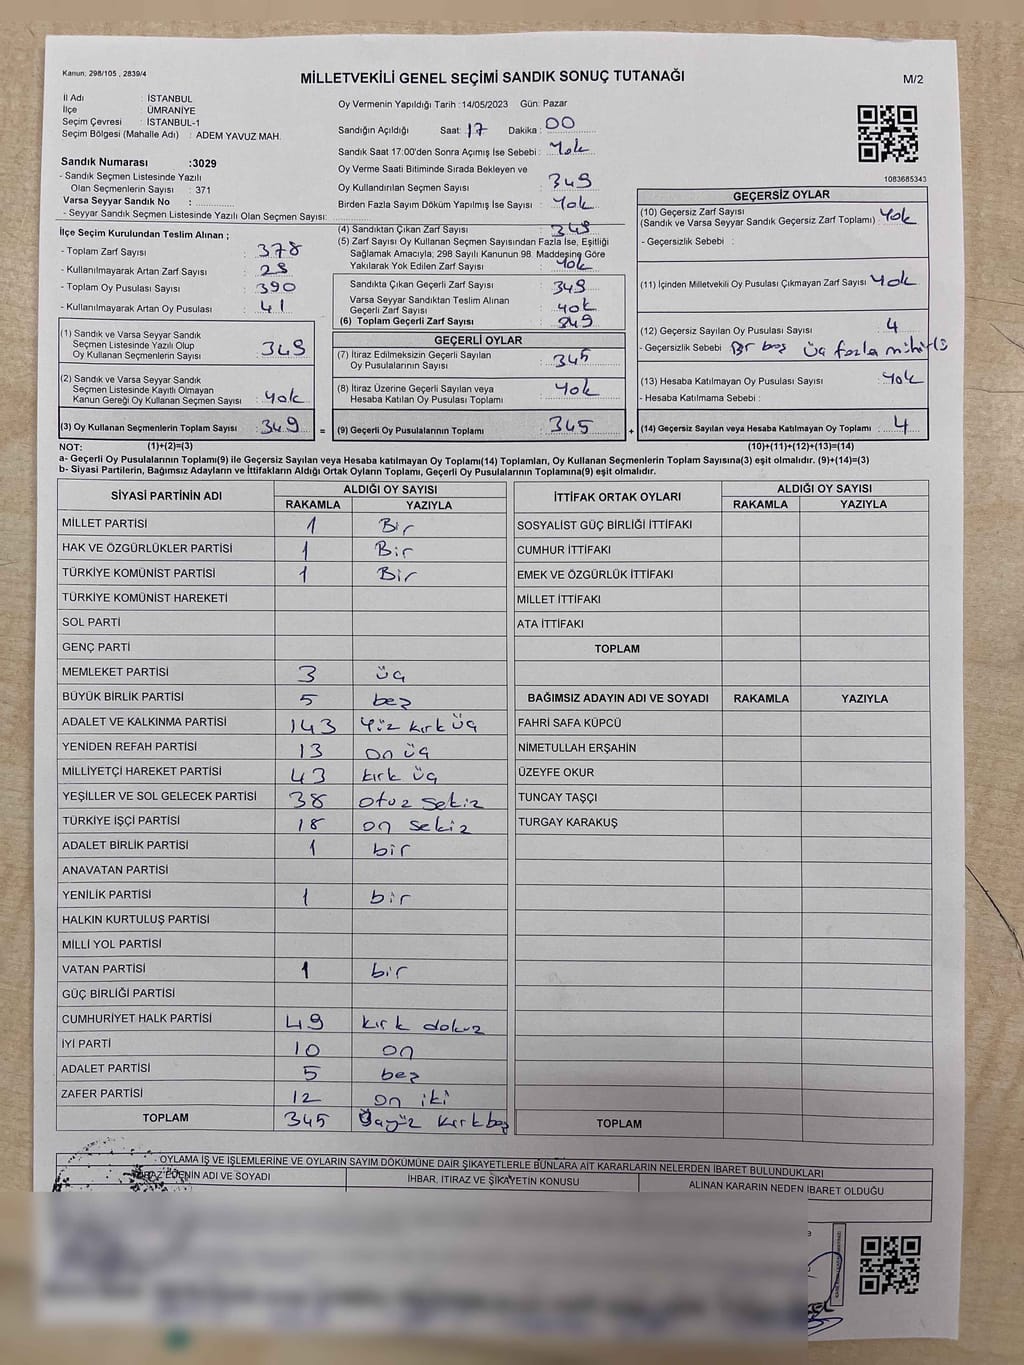 Kanun: 298/105 , 2839/4
MİLLETVEKİLİ GENEL SEÇİMİ SANDIK SONUÇ TUTANAĞI
M/2
İl Adı : İSTANBUL
İlçe : ÜMRANİYE
Seçim Çevresi : İSTANBUL-1
Seçim Bölgesi (Mahalle Adı) : ADEM YAVUZ MAH.
Sandık Numarası :3029
- Sandık Seçmen Listesinde Yazılı
Olan Seçmenlerin Sayısı : 371
Varsa Seyyar Sandık No :
- Seyyar Sandık Seçmen Listesinde Yazılı Olan Seçmen Sayısı:
Oy Vermenin Yapıldığı Tarih :14/05/2023 Gün: Pazar
Sandığın Açıldığı Saat: 17 Dakika : 00
Sandık Saat 17:00'den Sonra Açımış İse Sebebi : Yok
Oy Verme Saati Bitiminde Sırada Bekleyen ve
Oy Kullandırılan Seçmen Sayısı : 349
Birden Fazla Sayım Döküm Yapılmış İse Sayısı : Yok
1083685343
İlçe Seçim Kurulundan Teslim Alınan ;
- Toplam Zarf Sayısı : 378
- Kullanılmayarak Artan Zarf Sayısı : 29
- Toplam Oy Pusulası Sayısı : 390
- Kullanılmayarak Artan Oy Pusulası : 41
(4) Sandıktan Çıkan Zarf Sayısı : 349
(5) Zarf Sayısı Oy Kullanan Seçmen Sayısından Fazla İse, Eşitliği
Sağlamak Amacıyla; 298 Sayılı Kanunun 98. Maddesine Göre
Yakılarak Yok Edilen Zarf Sayısı : Yok
Sandıkta Çıkan Geçerli Zarf Sayısı : 349
Varsa Seyyar Sandıktan Teslim Alınan
Geçerli Zarf Sayısı : Yok
(6) Toplam Geçerli Zarf Sayısı : 349
GEÇERSİZ OYLAR
(10) Geçersiz Zarf Sayısı
(Sandık ve Varsa Seyyar Sandık Geçersiz Zarf Toplamı) : Yok
- Geçersizlik Sebebi :
(11) İçinden Milletvekili Oy Pusulası Çıkmayan Zarf Sayısı : Yok
(12) Geçersiz Sayılan Oy Pusulası Sayısı : 4
- Geçersizlik Sebebi Bir boş üç fazla mühürlü
(13) Hesaba Katılmayan Oy Pusulası Sayısı : Yok
- Hesaba Katılmama Sebebi :
(14) Geçersiz Sayılan veya Hesaba Katılmayan Oy Toplamı : 4
(1) Sandık ve Varsa Seyyar Sandık
Seçmen Listesinde Yazılı Olup
Oy Kullanan Seçmenlerin Sayısı : 349
(2) Sandık ve Varsa Seyyar Sandık
Seçmen Listesinde Kayıtlı Olmayan
Kanun Gereği Oy Kullanan Seçmen Sayısı : Yok
(3) Oy Kullanan Seçmenlerin Toplam Sayısı : 349 =
GEÇERLİ OYLAR
(7) İtiraz Edilmeksizin Geçerli Sayılan
Oy Pusulalarının Sayısı : 345
(8) İtiraz Üzerine Geçerli Sayılan veya
Hesaba Katılan Oy Pusulası Toplamı : Yok
(9) Geçerli Oy Pusulalarının Toplamı : 345 +
NOT: (1)+(2)=(3) (10)+(11)+(12)+(13)=(14)
a- Geçerli Oy Pusulalarının Toplamı(9) ile Geçersiz Sayılan veya Hesaba katılmayan Oy Toplamı(14) Toplamları, Oy Kullanan Seçmenlerin Toplam Sayısına(3) eşit olmalıdır. (9)+(14)=(3)
b- Siyasi Partilerin, Bağımsız Adayların ve İttifakların Aldığı Ortak Oyların Toplamı, Geçerli Oy Pusulalarının Toplamına(9) eşit olmalıdır.
SİYASİ PARTİNİN ADI ALDIĞI OY SAYISI
RAKAMLA YAZIYLA
MİLLET PARTİSİ 1 Bir
HAK VE ÖZGÜRLÜKLER PARTİSİ 1 Bir
TÜRKİYE KOMÜNİST PARTİSİ 1 Bir
TÜRKİYE KOMÜNİST HAREKETİ
SOL PARTİ
GENÇ PARTİ
MEMLEKET PARTİSİ 3 üç
BÜYÜK BİRLİK PARTİSİ 5 beş
ADALET VE KALKINMA PARTİSİ 143 Yüz kırk üç
YENİDEN REFAH PARTİSİ 13 on üç
MİLLİYETÇİ HAREKET PARTİSİ 43 kırk üç
YEŞİLLER VE SOL GELECEK PARTİSİ 38 otuz sekiz
TÜRKİYE İŞÇİ PARTİSİ 18 on sekiz
ADALET BİRLİK PARTİSİ 1 bir
ANAVATAN PARTİSİ
YENİLİK PARTİSİ 1 bir
HALKIN KURTULUŞ PARTİSİ
MİLLİ YOL PARTİSİ
VATAN PARTİSİ 1 bir
GÜÇ BİRLİĞİ PARTİSİ
CUMHURİYET HALK PARTİSİ 49 kırk dokuz
İYİ PARTİ 10 on
ADALET PARTİSİ 5 beş
ZAFER PARTİSİ 12 on iki
TOPLAM 345 Üçyüz kırkbeş
İTTİFAK ORTAK OYLARI ALDIĞI OY SAYISI
RAKAMLA YAZIYLA
SOSYALİST GÜÇ BİRLİĞİ İTTİFAKI
CUMHUR İTTİFAKI
EMEK VE ÖZGÜRLÜK İTTİFAKI
MİLLET İTTİFAKI
ATA İTTİFAKI
TOPLAM
BAĞIMSIZ ADAYIN ADI VE SOYADI RAKAMLA YAZIYLA
FAHRİ SAFA KÜPCÜ
NİMETULLAH ERŞAHİN
ÜZEYFE OKUR
TUNCAY TAŞÇI
TURGAY KARAKUŞ
TOPLAM
OYLAMA İŞ VE İŞLEMLERİNE VE OYLARIN SAYIM DÖKÜMÜNE DAİR ŞİKAYETLERLE BUNLARA AİT KARARLARIN NELERDEN İBARET BULUNDUKLARI
EDENİN ADI VE SOYADI İHBAR, İTİRAZ VE ŞİKAYETİN KONUSU ALINAN KARARIN NEDEN İBARET OLDUĞU